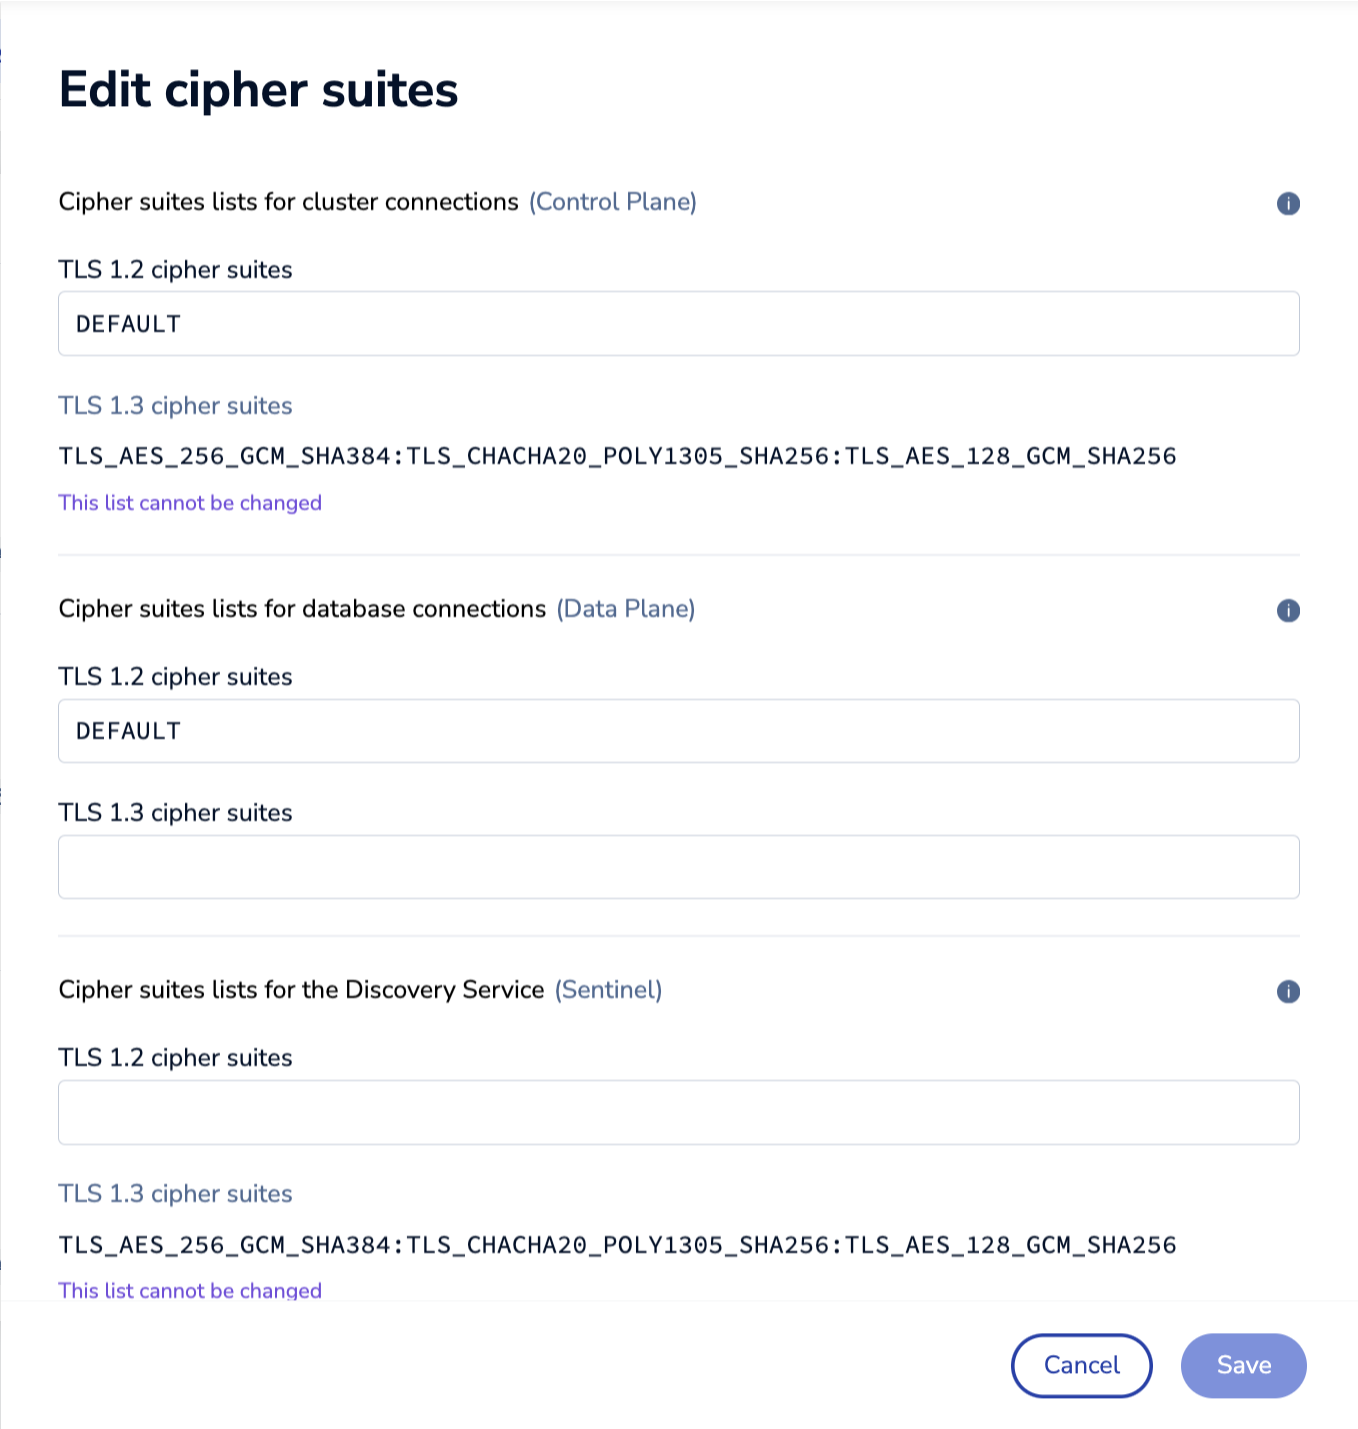 Edit cipher suites
Cipher suites lists for cluster connections (Control Plane)
TLS 1.2 cipher suites
DEFAULT
TLS 1.3 cipher suites
TLS_AES_256_GCM_SHA384:TLS_CHACHA20_POLY1305_SHA256:TLS_AES_128_GCM_SHA256
This list cannot be changed
Cipher suites lists for database connections (Data Plane)
TLS 1.2 cipher suites
DEFAULT
TLS 1.3 cipher suites
Cipher suites lists for the Discovery Service (Sentinel)
TLS 1.2 cipher suites
TLS 1.3 cipher suites
TLS_AES_256_GCM_SHA384:TLS_CHACHA20_POLY1305_SHA256:TLS_AES_128_GCM_SHA256
This list cannot be changed
Cancel Save